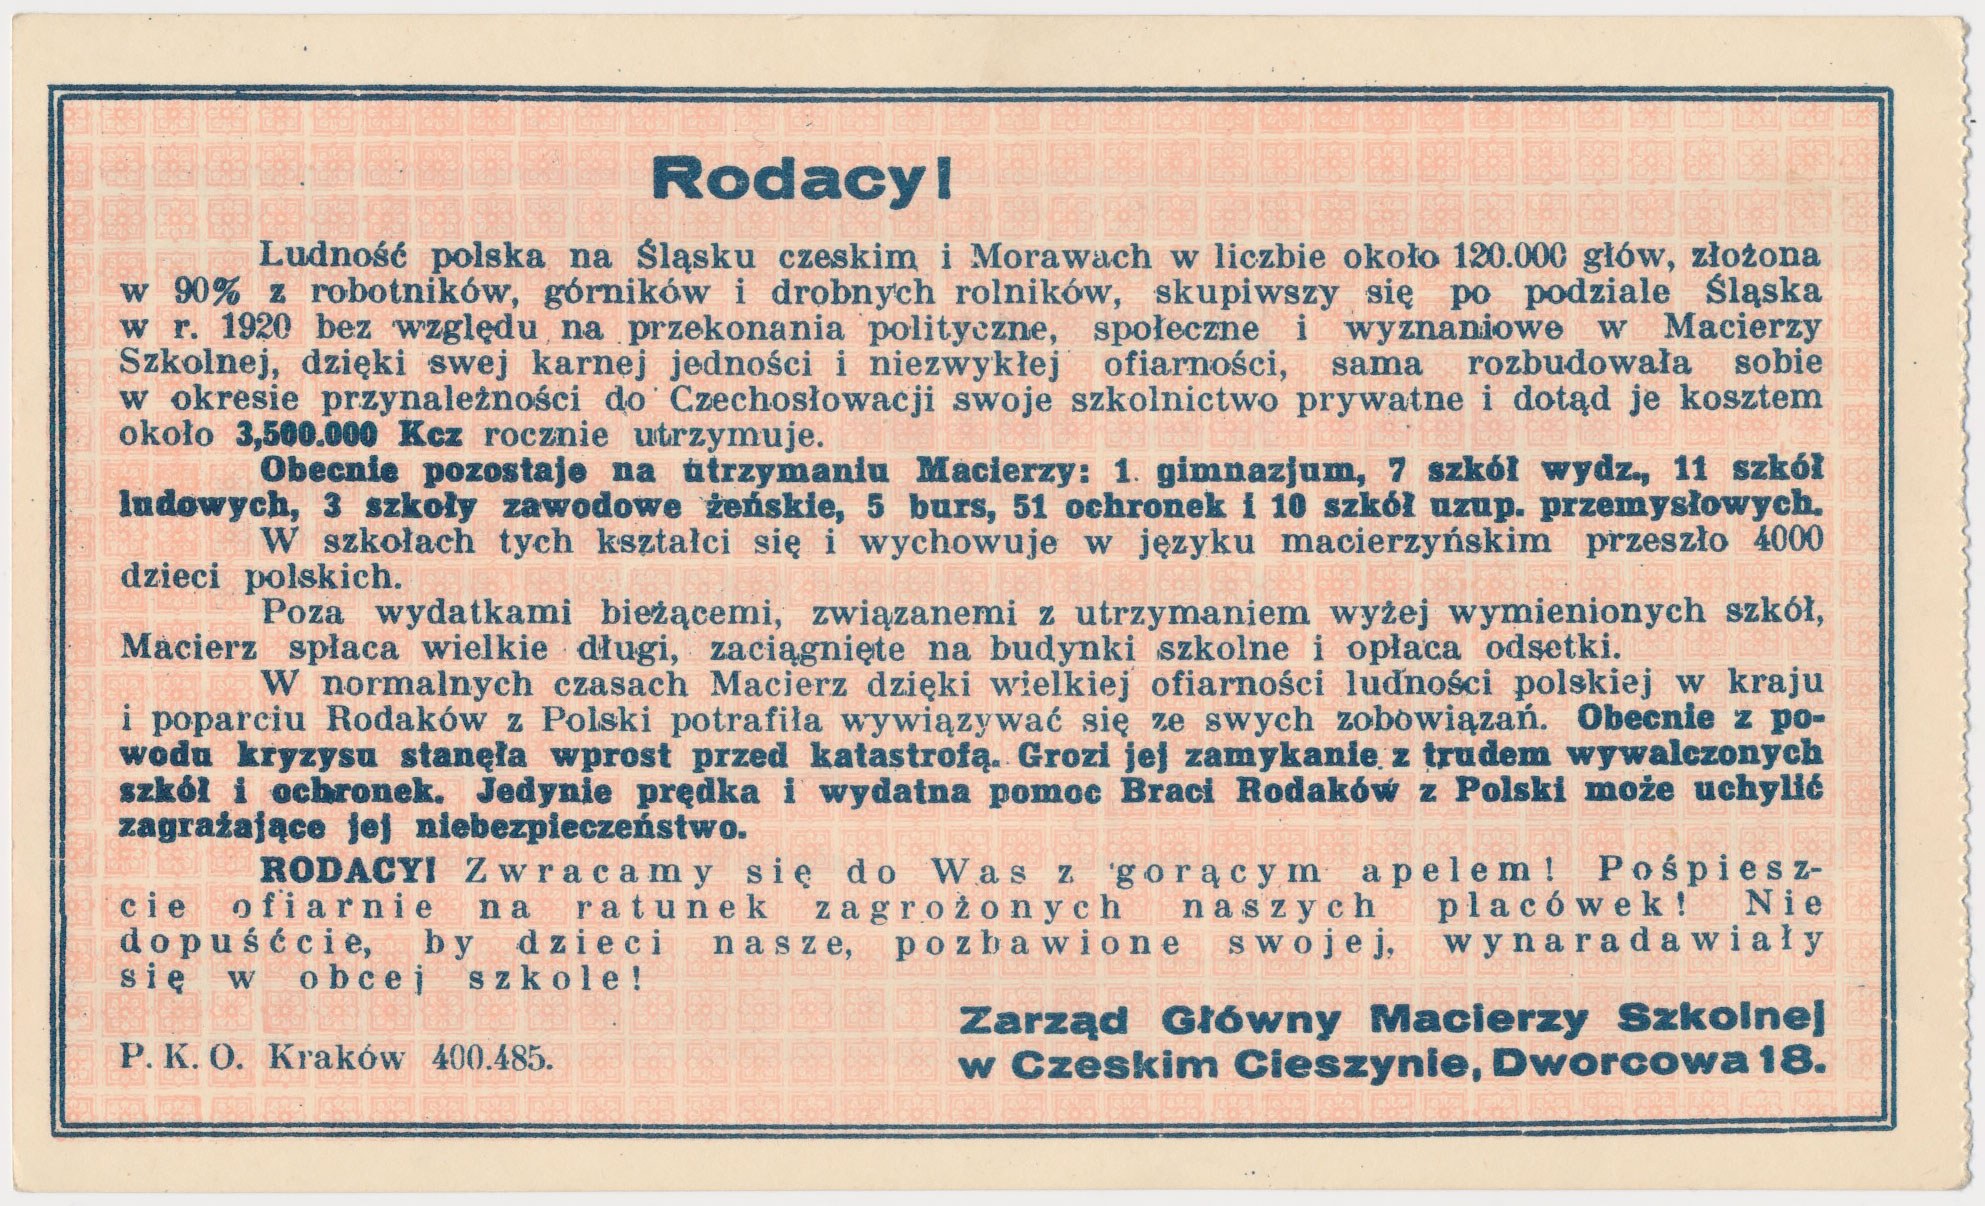 Rodacy!
Ludność polska na Śląsku czeskim i Morawach w liczbie około 120.000 głów, złożona
w 90% z robotników, górników i drobnych rolników, skupiwszy się po podziale Śląska
w r. 1920 bez względu na przekonania polityczne, społeczne i wyznaniowe w Macierzy
Szkolnej, dzięki swej karnej jedności i niezwykłej ofiarności, sama rozbudowała sobie
w okresie przynależności do Czechosłowacji swoje szkolnictwo prywatne i dotąd je kosztem
około 3,500.000 Kcz rocznie utrzymuje.
Obecnie pozostaje na utrzymaniu Macierzy: 1 gimnazjum, 7 szkół wydz., 11 szkół
ludowych, 3 szkoły zawodowe żeńskie, 5 burs, 51 ochronek i 10 szkół uzup. przemysłowych.
W szkołach tych kształci się i wychowuje w języku macierzyńskim przeszło 4000
dzieci polskich.
Poza wydatkami bieżącemi, związanemi z utrzymaniem wyżej wymienionych szkół,
Macierz spłaca wielkie długi, zaciągnięte na budynki szkolne i opłaca odsetki.
W normalnych czasach Macierz dzięki wielkiej ofiarności ludności polskiej w kraju
i poparciu Rodaków z Polski potrafiła wywiązywać się ze swych zobowiązań. Obecnie z po-
wodu kryzysu stanęła wprost przed katastrofą. Grozi jej zamykanie z trudem wywalczonych
szkół i ochronek. Jedynie prędka i wydatna pomoc Braci Rodaków z Polski może uchylić
zagrażające jej niebezpieczeństwo.
RODACY! Zwracamy się do Was z gorącym apelem! Pośpiesz-
cie ofiarnie na ratunek zagrożonych naszych placówek! Nie
dopuśćcie, by dzieci nasze, pozbawione swojej, wynaradawiały
się w obcej szkole!
Zarząd Główny Macierzy Szkolnej
w Czeskim Cieszynie, Dworcowa 18.
P. K. O. Kraków 400.485.